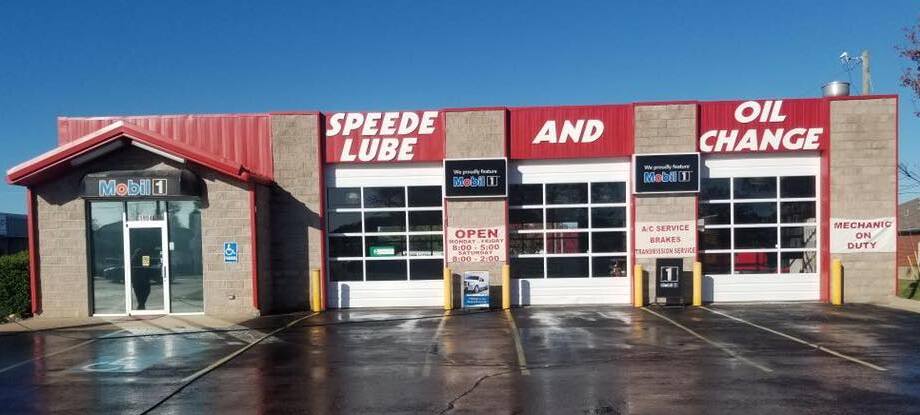 SPEEDE
LUBE
AND
OIL
CHANGE
Mobil 1
We proudly feature
Mobil 1
We proudly feature
Mobil 1
OPEN
MONDAY - FRIDAY
8:00 - 5:00
SATURDAY
8:00 - 2:00
A/C SERVICE
BRAKES
TRANSMISSION SERVICE
MECHANIC
ON
DUTY
1